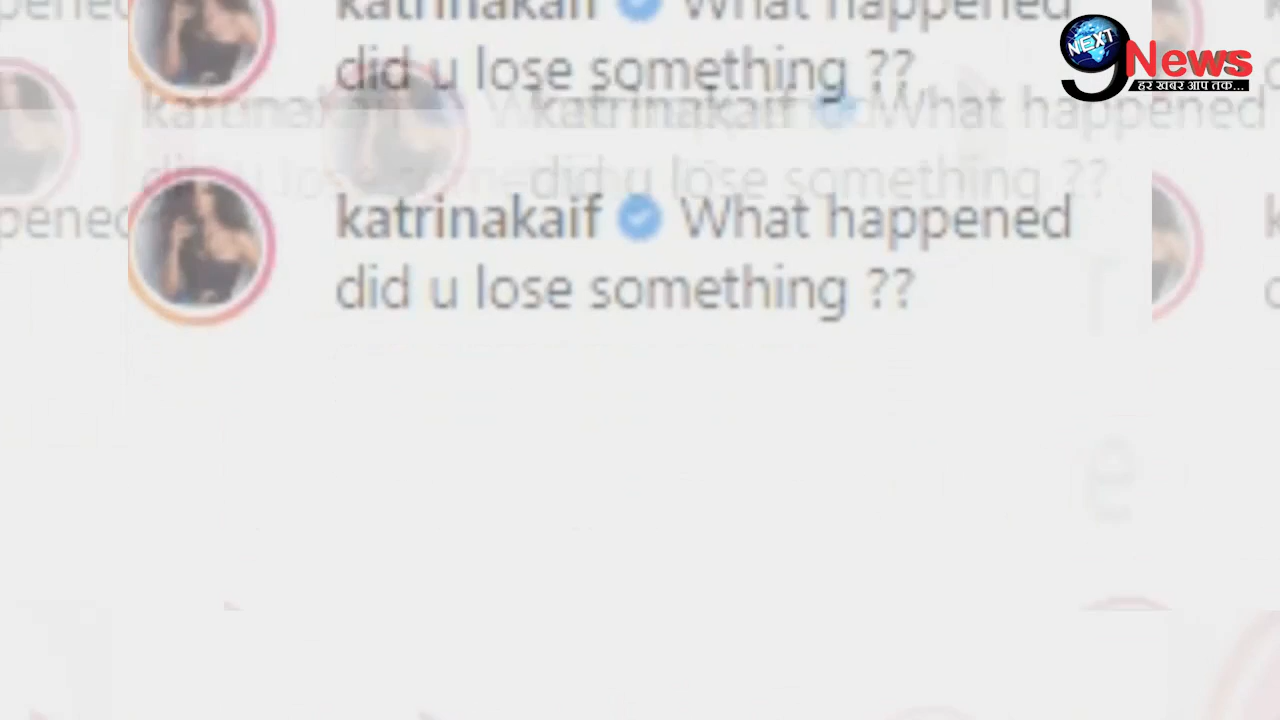 katrinakaif What happened
did u lose something ??
NEXT
9 News
हर खबर आप तक...
katrinakaif What happened
did u lose something ??
pened
katrinakaif What happened
did u lose something ??